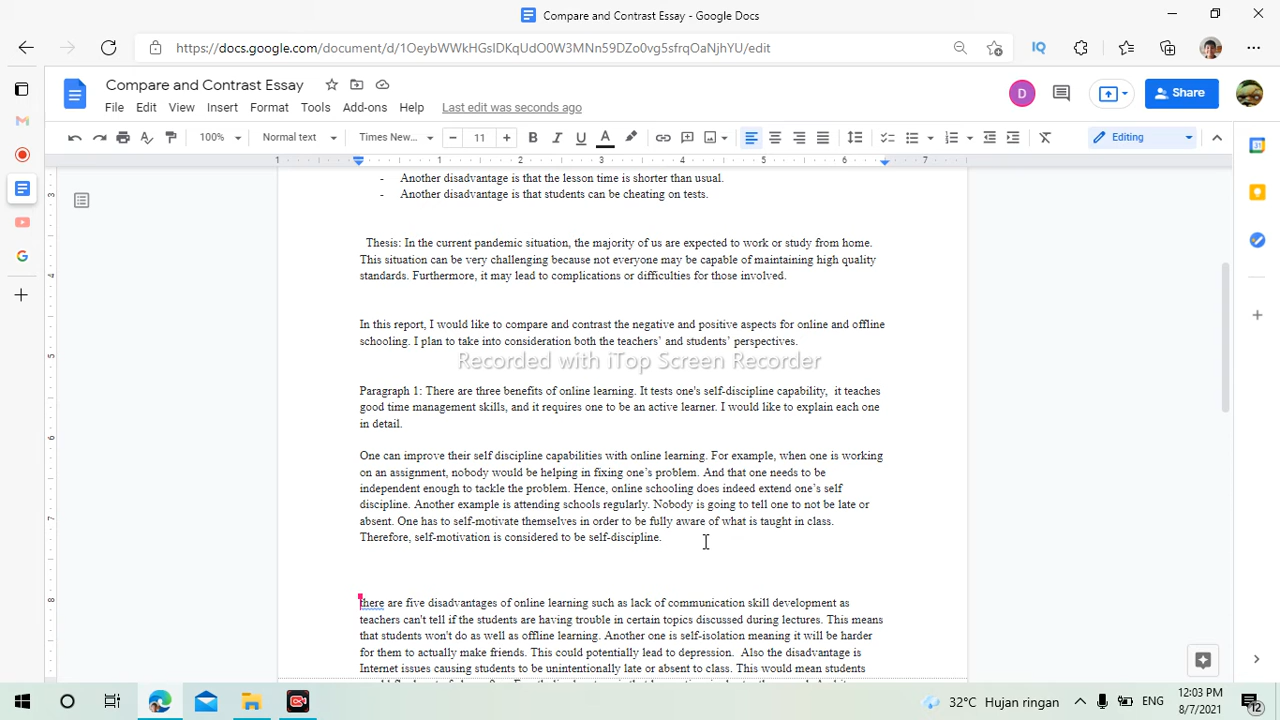 Compare and Contrast Essay - Google Docs
https://docs.google.com/document/d/1OeybWWkHGsIDKqUdO0W3MNn59DZo0vg5sfrqOaNjhYU/edit
Compare and Contrast Essay
File Edit View Insert Format Tools Add-ons Help Last edit was seconds ago
D
Share
100% Normal text Times New... 11 Editing
1 1 2 3 4 5 6 7
- Another disadvantage is that the lesson time is shorter than usual.
- Another disadvantage is that students can be cheating on tests.
Thesis: In the current pandemic situation, the majority of us are expected to work or study from home.
This situation can be very challenging because not everyone may be capable of maintaining high quality
standards. Furthermore, it may lead to complications or difficulties for those involved.
In this report, I would like to compare and contrast the negative and positive aspects for online and offline
schooling. I plan to take into consideration both the teachers’ and students’ perspectives.
Recorded with iTop Screen Recorder
Paragraph 1: There are three benefits of online learning. It tests one's self-discipline capability,  it teaches
good time management skills, and it requires one to be an active learner. I would like to explain each one
in detail.
One can improve their self discipline capabilities with online learning. For example, when one is working
on an assignment, nobody would be helping in fixing one’s problem. And that one needs to be
independent enough to tackle the problem. Hence, online schooling does indeed extend one’s self
discipline. Another example is attending schools regularly. Nobody is going to tell one to not be late or
absent. One has to self-motivate themselves in order to be fully aware of what is taught in class.
Therefore, self-motivation is considered to be self-discipline.
there are five disadvantages of online learning such as lack of communication skill development as
teachers can't tell if the students are having trouble in certain topics discussed during lectures. This means
that students won't do as well as offline learning. Another one is self-isolation meaning it will be harder
for them to actually make friends. This could potentially lead to depression.  Also the disadvantage is
Internet issues causing students to be unintentionally late or absent to class. This would mean students
32°C Hujan ringan
ENG
12:03 PM
8/7/2021
12